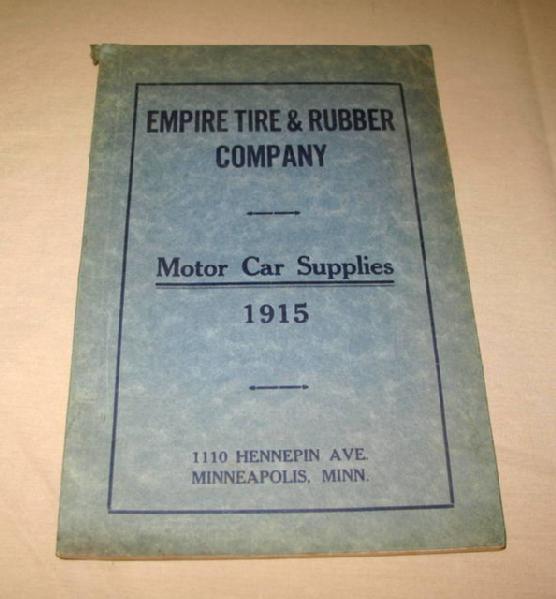 EMPIRE TIRE & RUBBER
COMPANY
Motor Car Supplies
1915
1110 HENNEPIN AVE.
MINNEAPOLIS, MINN.